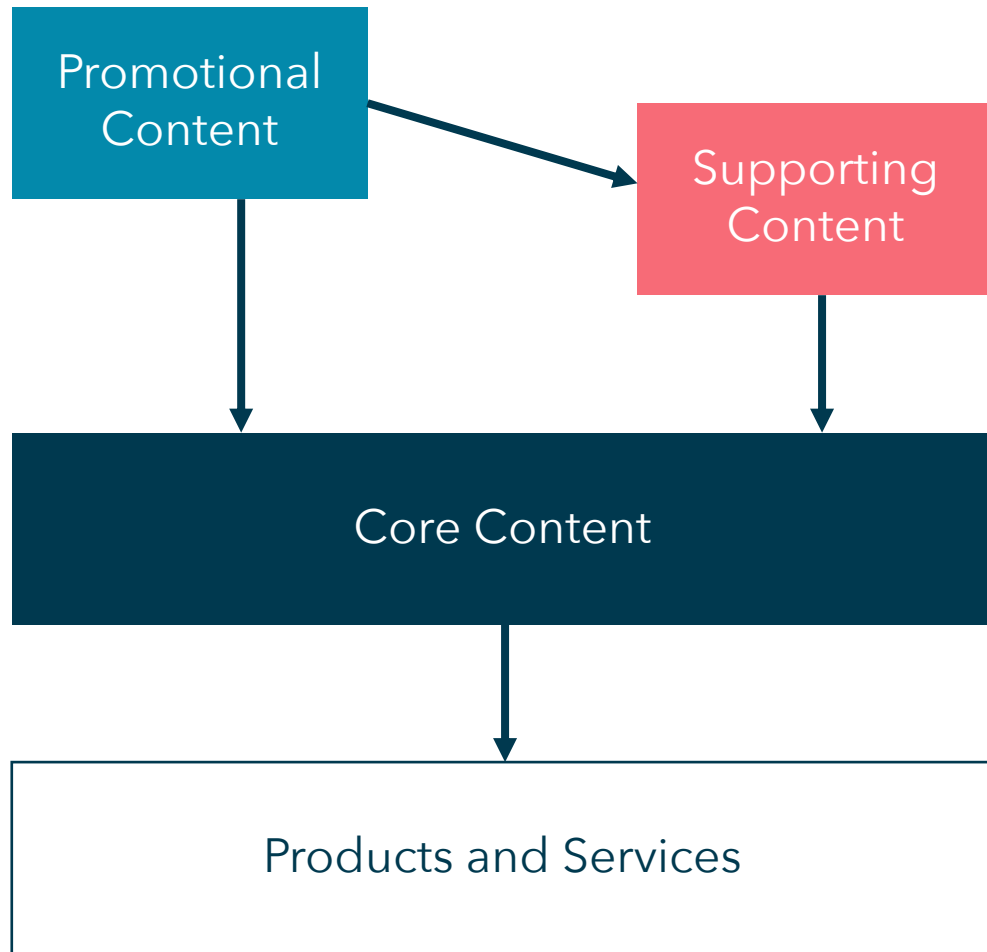 Promotional
Content
Supporting
Content
Core Content
Products and Services